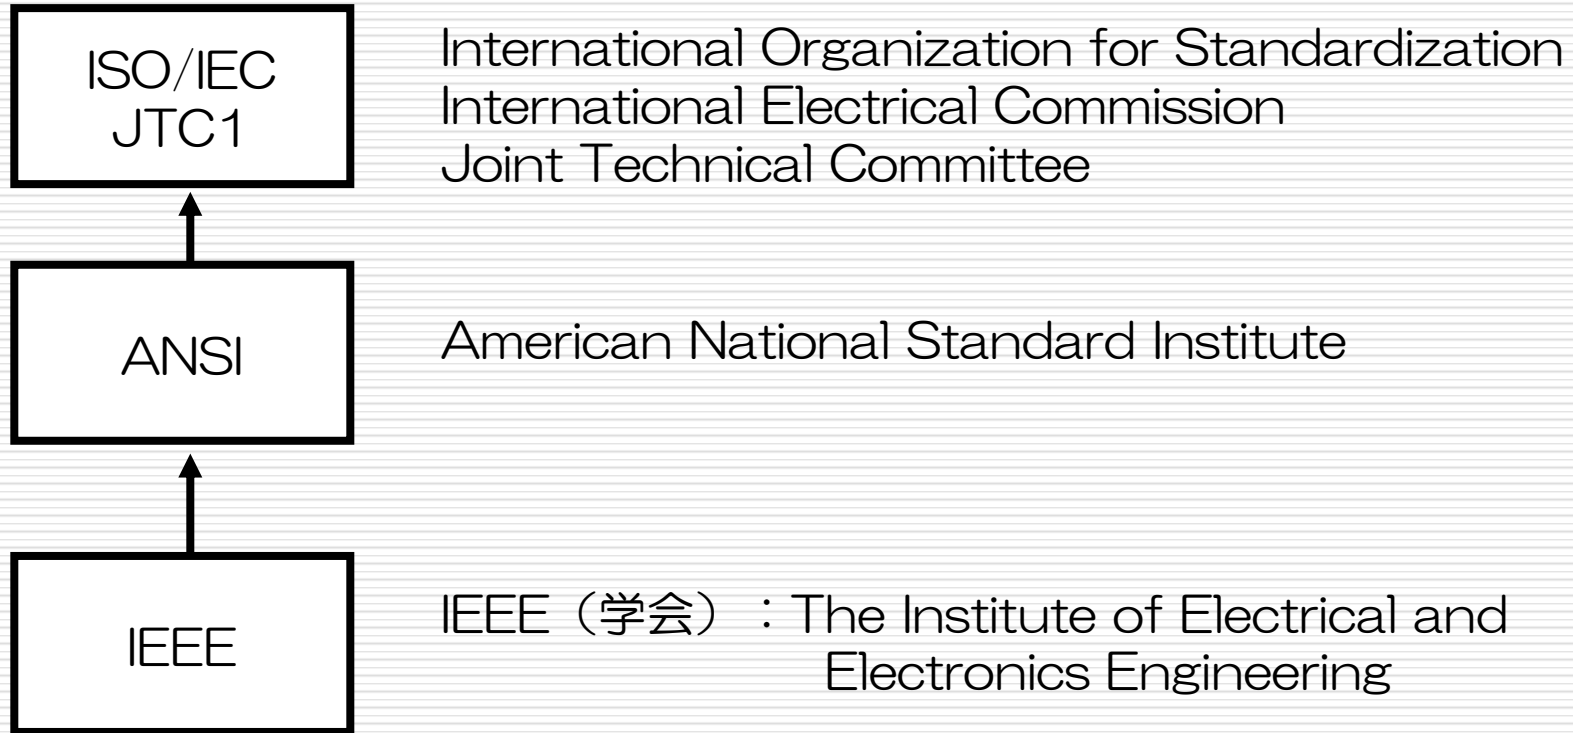 ISO/IEC
JTC1
International Organization for Standardization
International Electrical Commission
Joint Technical Committee
ANSI
American National Standard Institute
IEEE
IEEE（学会）：The Institute of Electrical and
Electronics Engineering